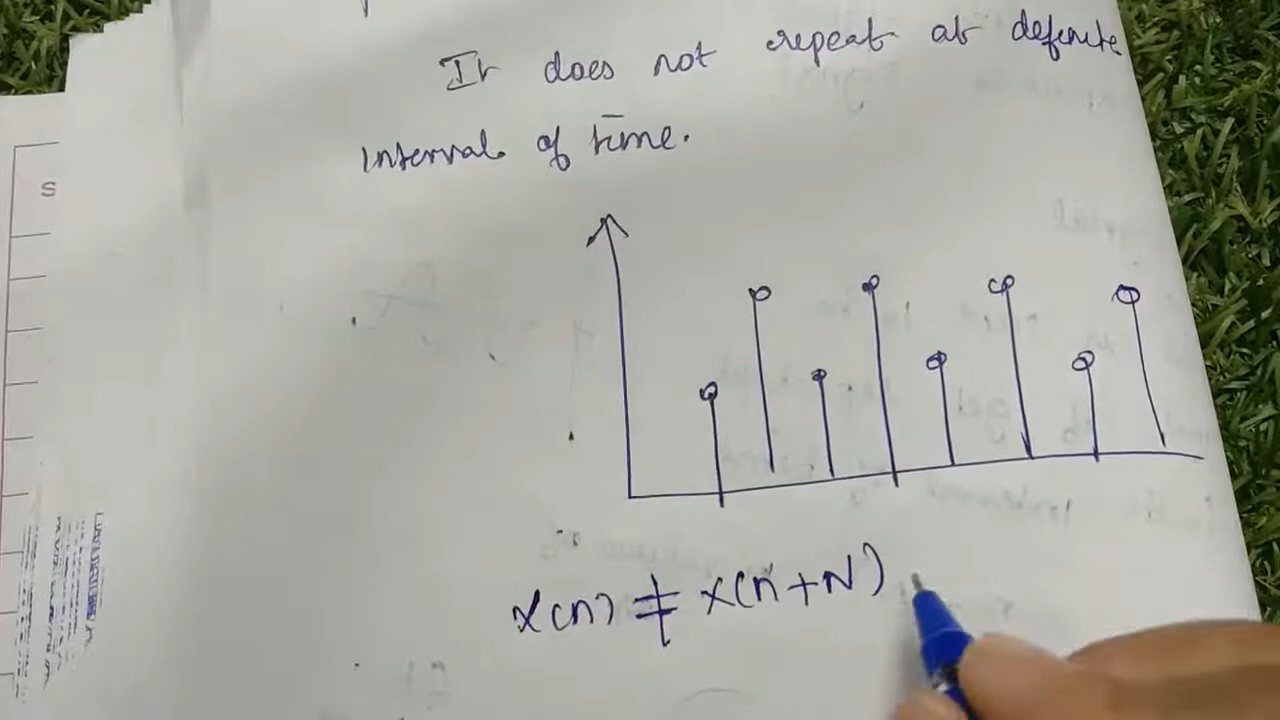 It does not repeat at definite
interval of time.
S
x(n) ≠ x(n+N)